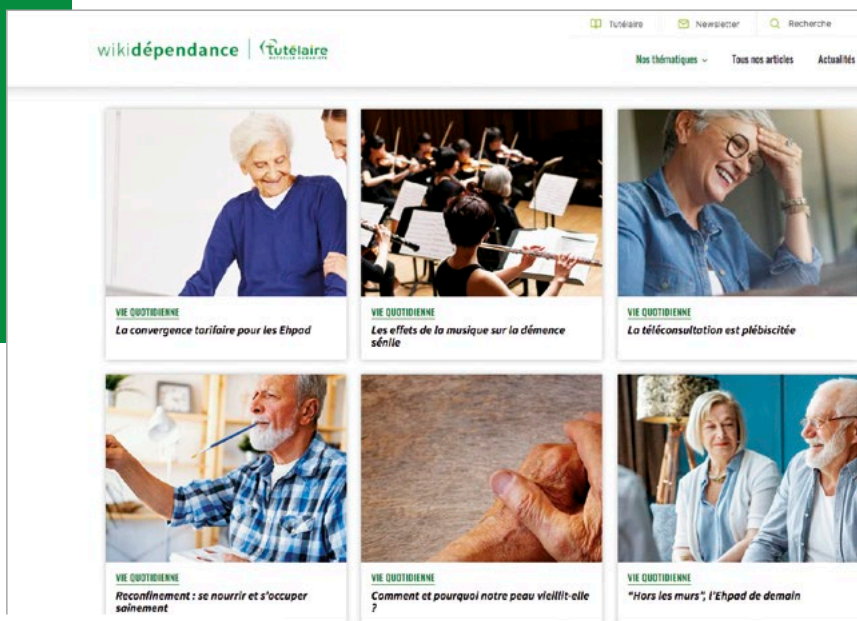 Tutélaire
Newsletter
Recherche
wikidépendance
Tutélaire
MUTUELLE HUMANISTE
Nos thématiques
Tous nos articles
Actualités
VIE QUOTIDIENNE
La convergence tarifaire pour les Ehpad
VIE QUOTIDIENNE
Les effets de la musique sur la démence
sénile
VIE QUOTIDIENNE
La téléconsultation est plébiscitée
VIE QUOTIDIENNE
Reconfinement : se nourrir et s'occuper
sainement
VIE QUOTIDIENNE
Comment et pourquoi notre peau vieillit-elle
?
VIE QUOTIDIENNE
"Hors les murs", l'Ehpad de demain